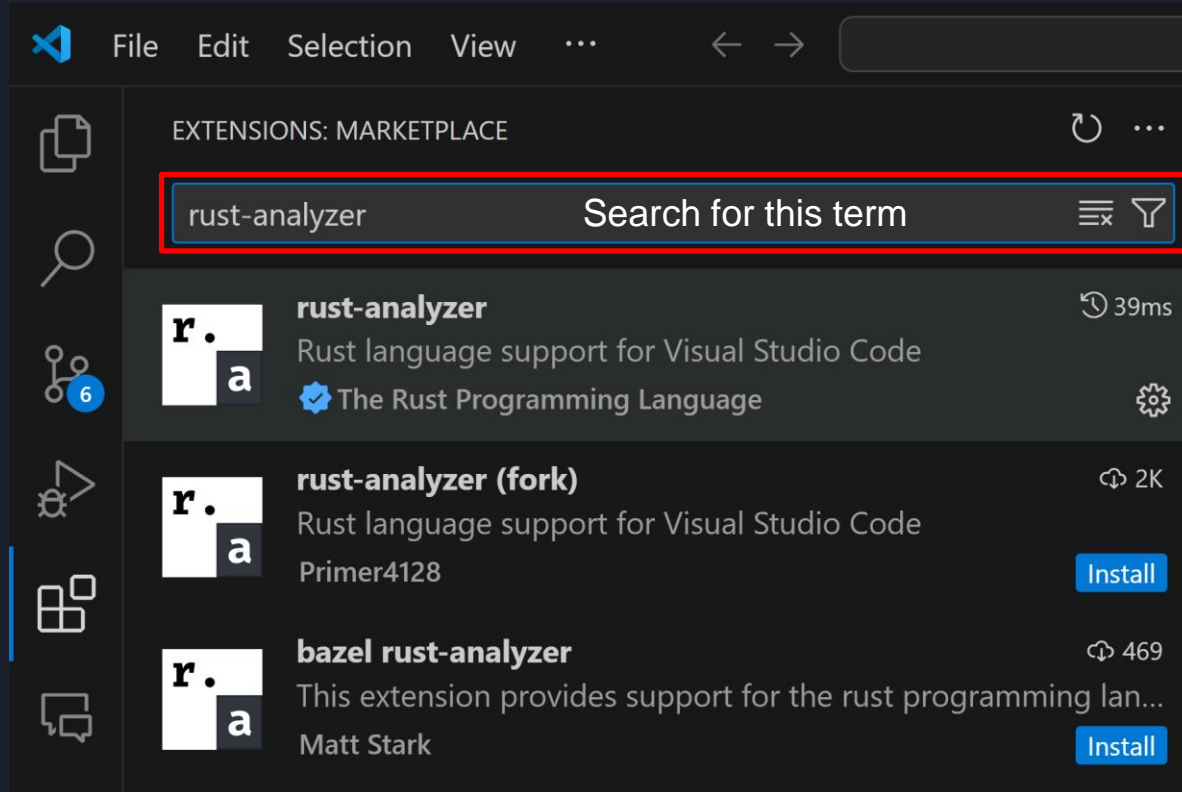 File Edit Selection View ...
EXTENSIONS: MARKETPLACE
rust-analyzer Search for this term
r.
a
rust-analyzer 39ms
Rust language support for Visual Studio Code
The Rust Programming Language
6
r.
a
rust-analyzer (fork) 2K
Rust language support for Visual Studio Code
Primer4128 Install
r.
a
bazel rust-analyzer 469
This extension provides support for the rust programming lan...
Matt Stark Install